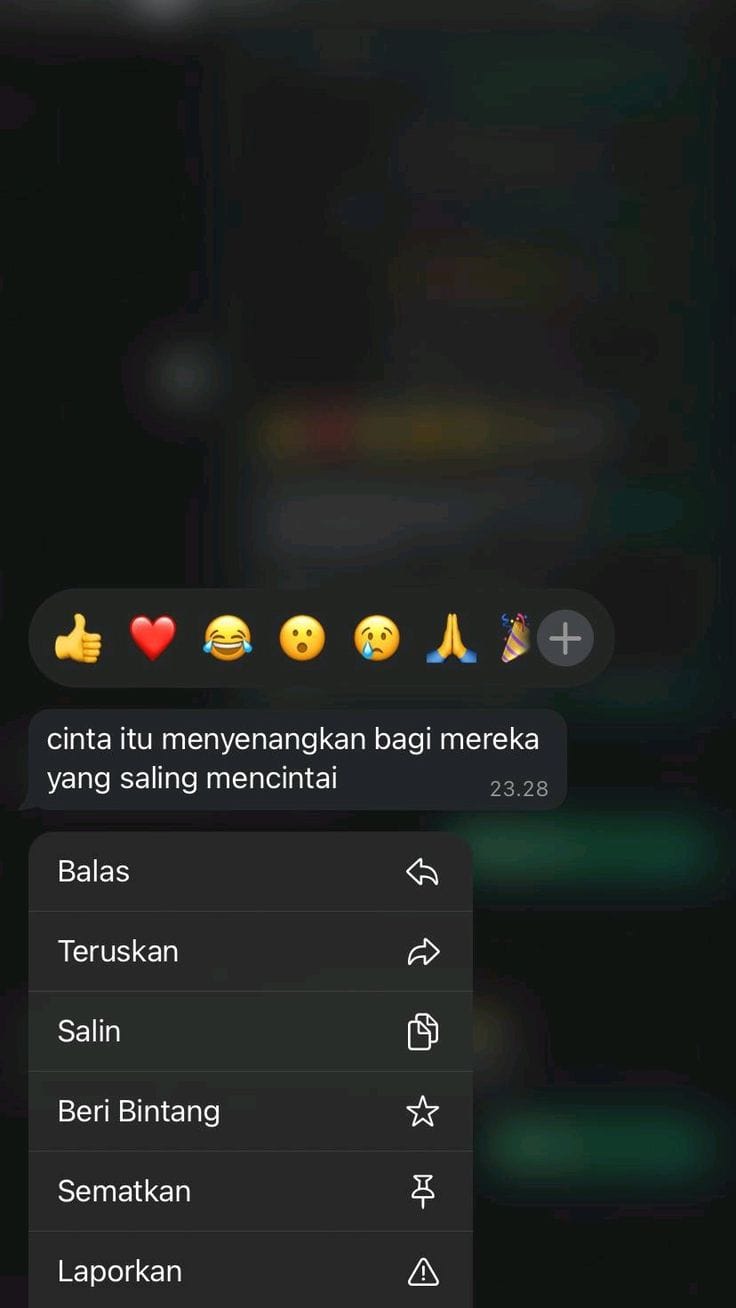 cinta itu menyenangkan bagi mereka
yang saling mencintai
23.28
Balas
Teruskan
Salin
Beri Bintang
Sematkan
Laporkan